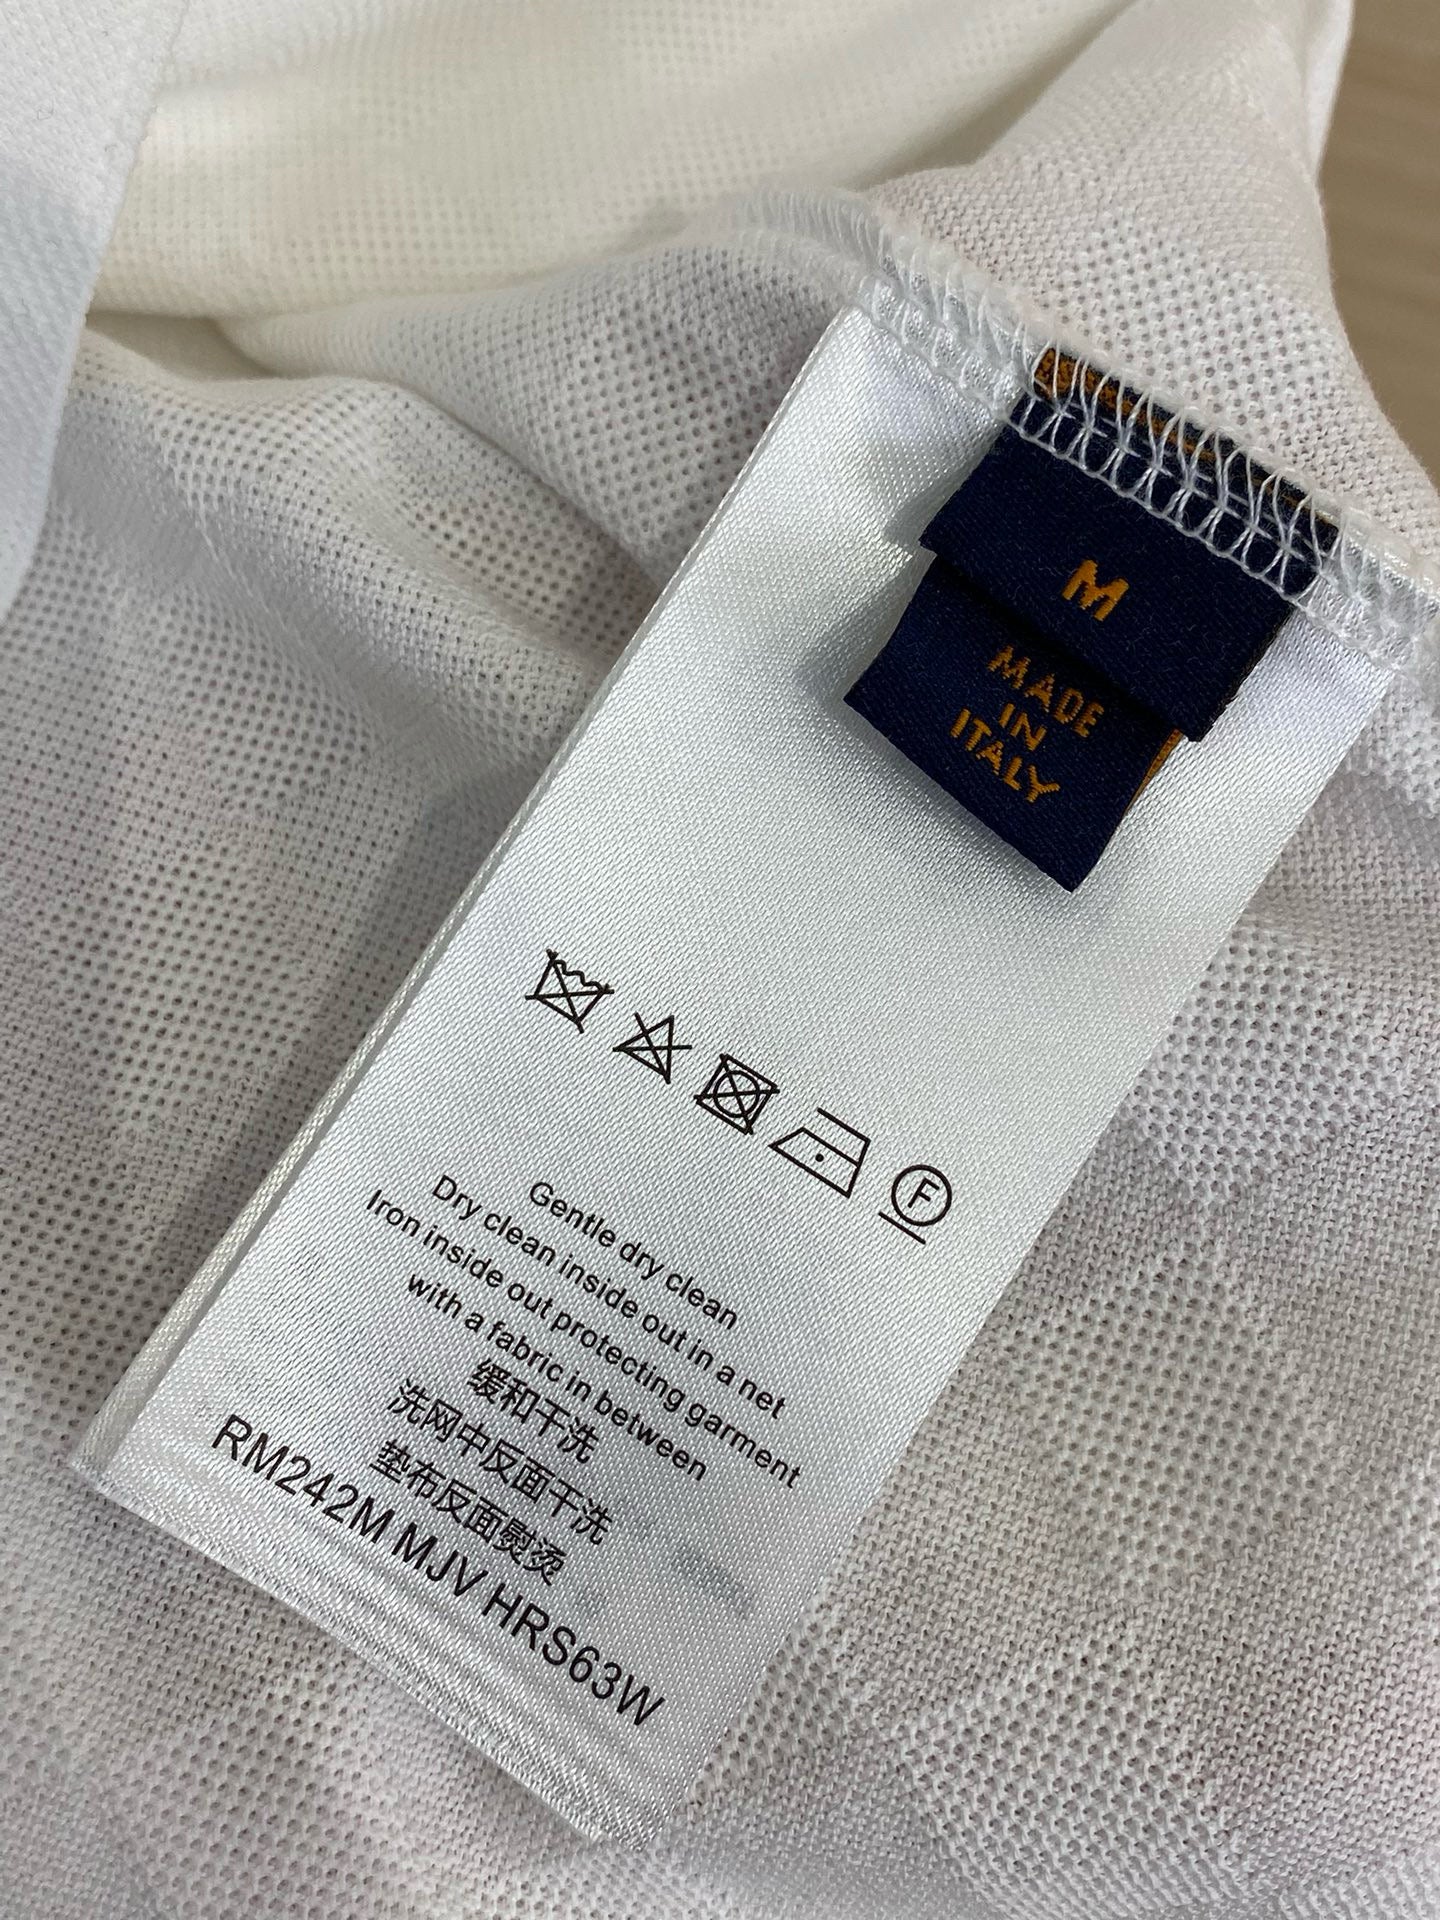 M
MADE
IN
ITALY
F
Gentle dry clean
Dry clean inside out in a net
Iron inside out protecting garment
with a fabric in between
缓和干洗
洗网中反面干洗
垫布反面熨烫
RM242M MJV HRS63W